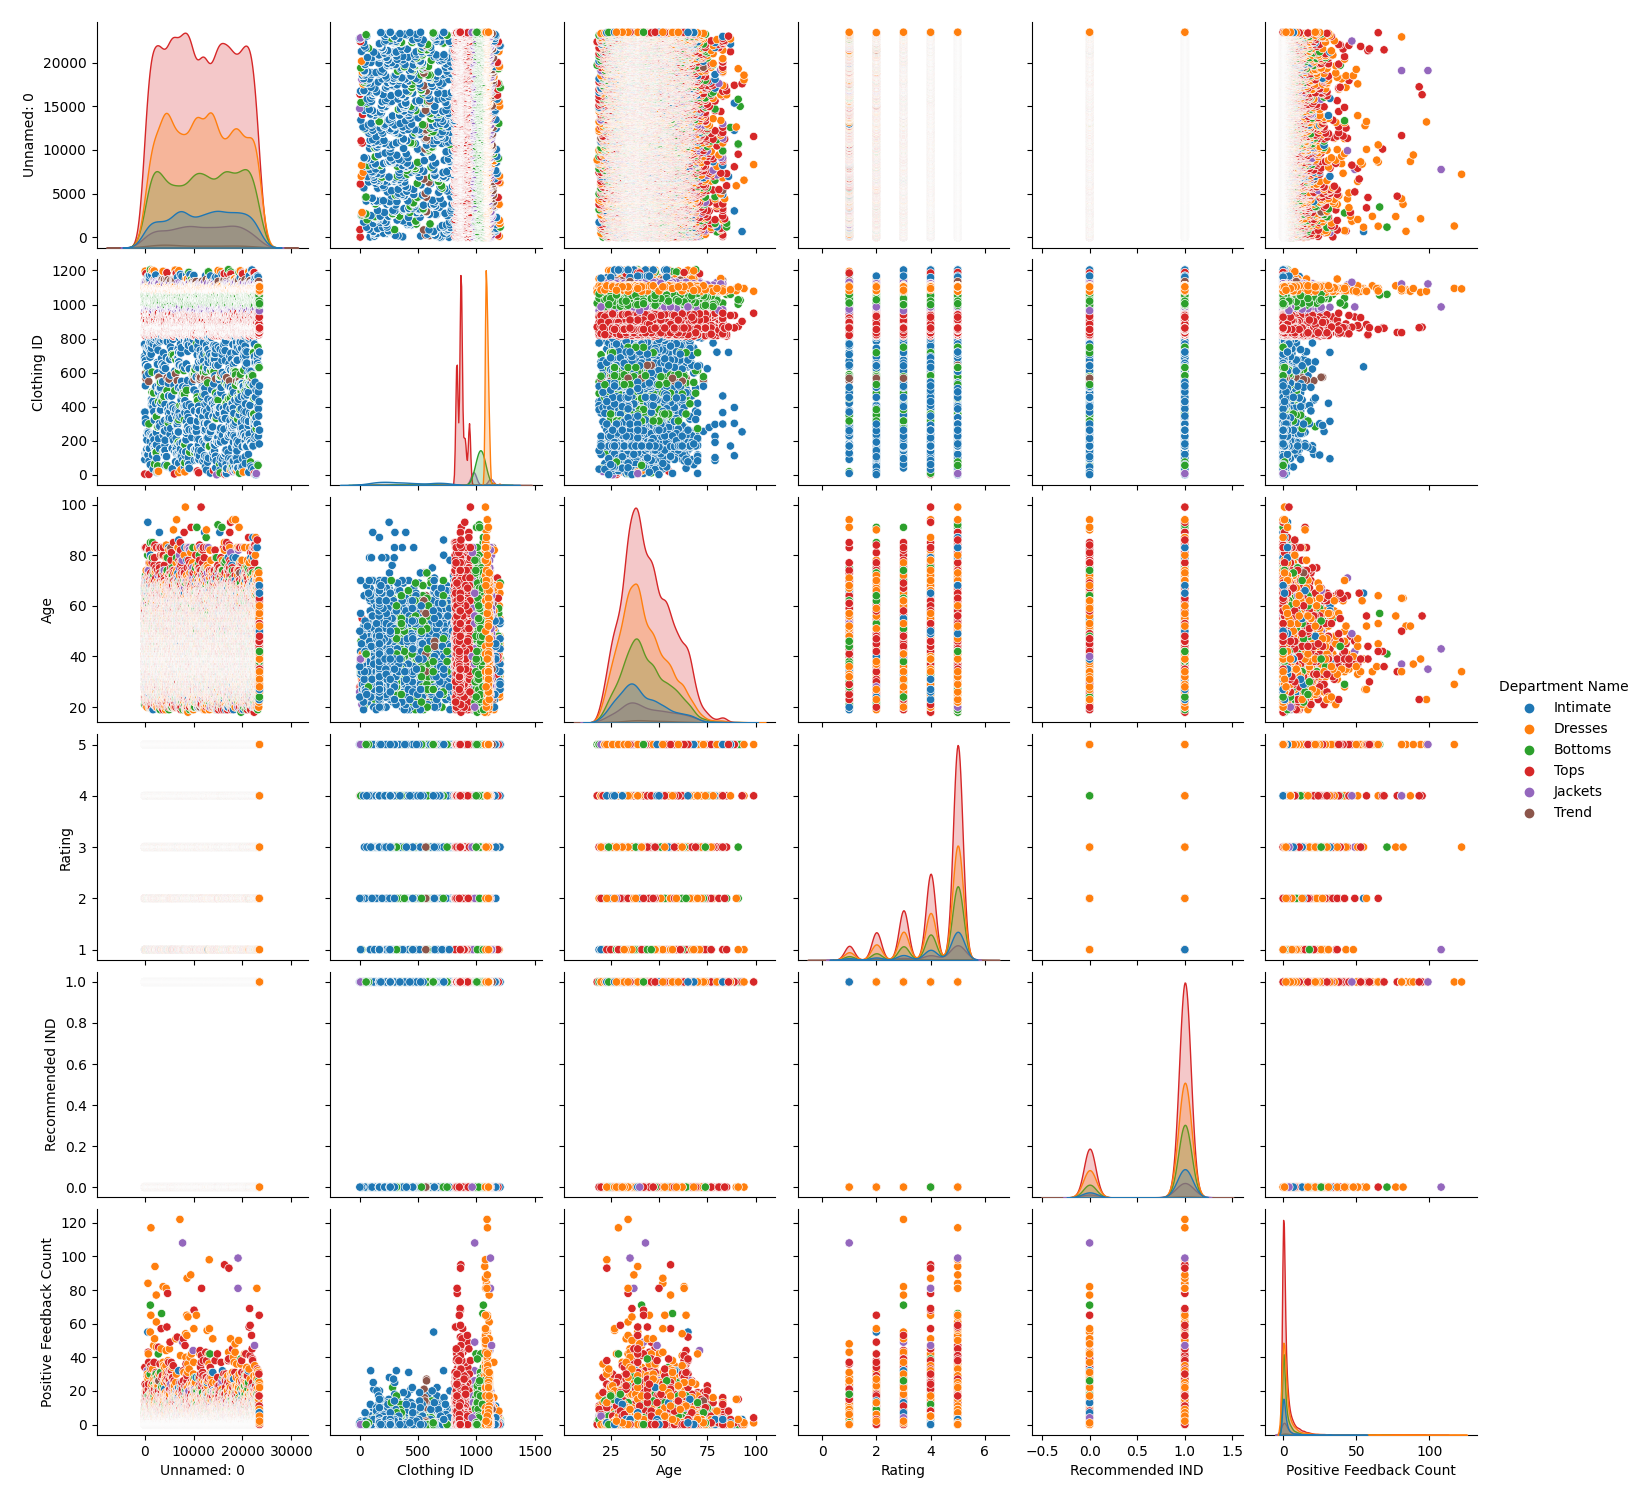 Unnamed: 0
20000
15000
10000
5000
0
Clothing ID
1200
1000
800
600
400
200
0
Age
100
80
60
40
20
Rating
5
4
3
2
1
Recommended IND
1.0
0.8
0.6
0.4
0.2
0.0
Positive Feedback Count
120
100
80
60
40
20
0
0 10000 20000 30000
Unnamed: 0
0 500 1000 1500
Clothing ID
25 50 75 100
Age
0 2 4 6
Rating
−0.5 0.0 0.5 1.0 1.5
Recommended IND
0 50 100
Positive Feedback Count
Department Name
Intimate
Dresses
Bottoms
Tops
Jackets
Trend